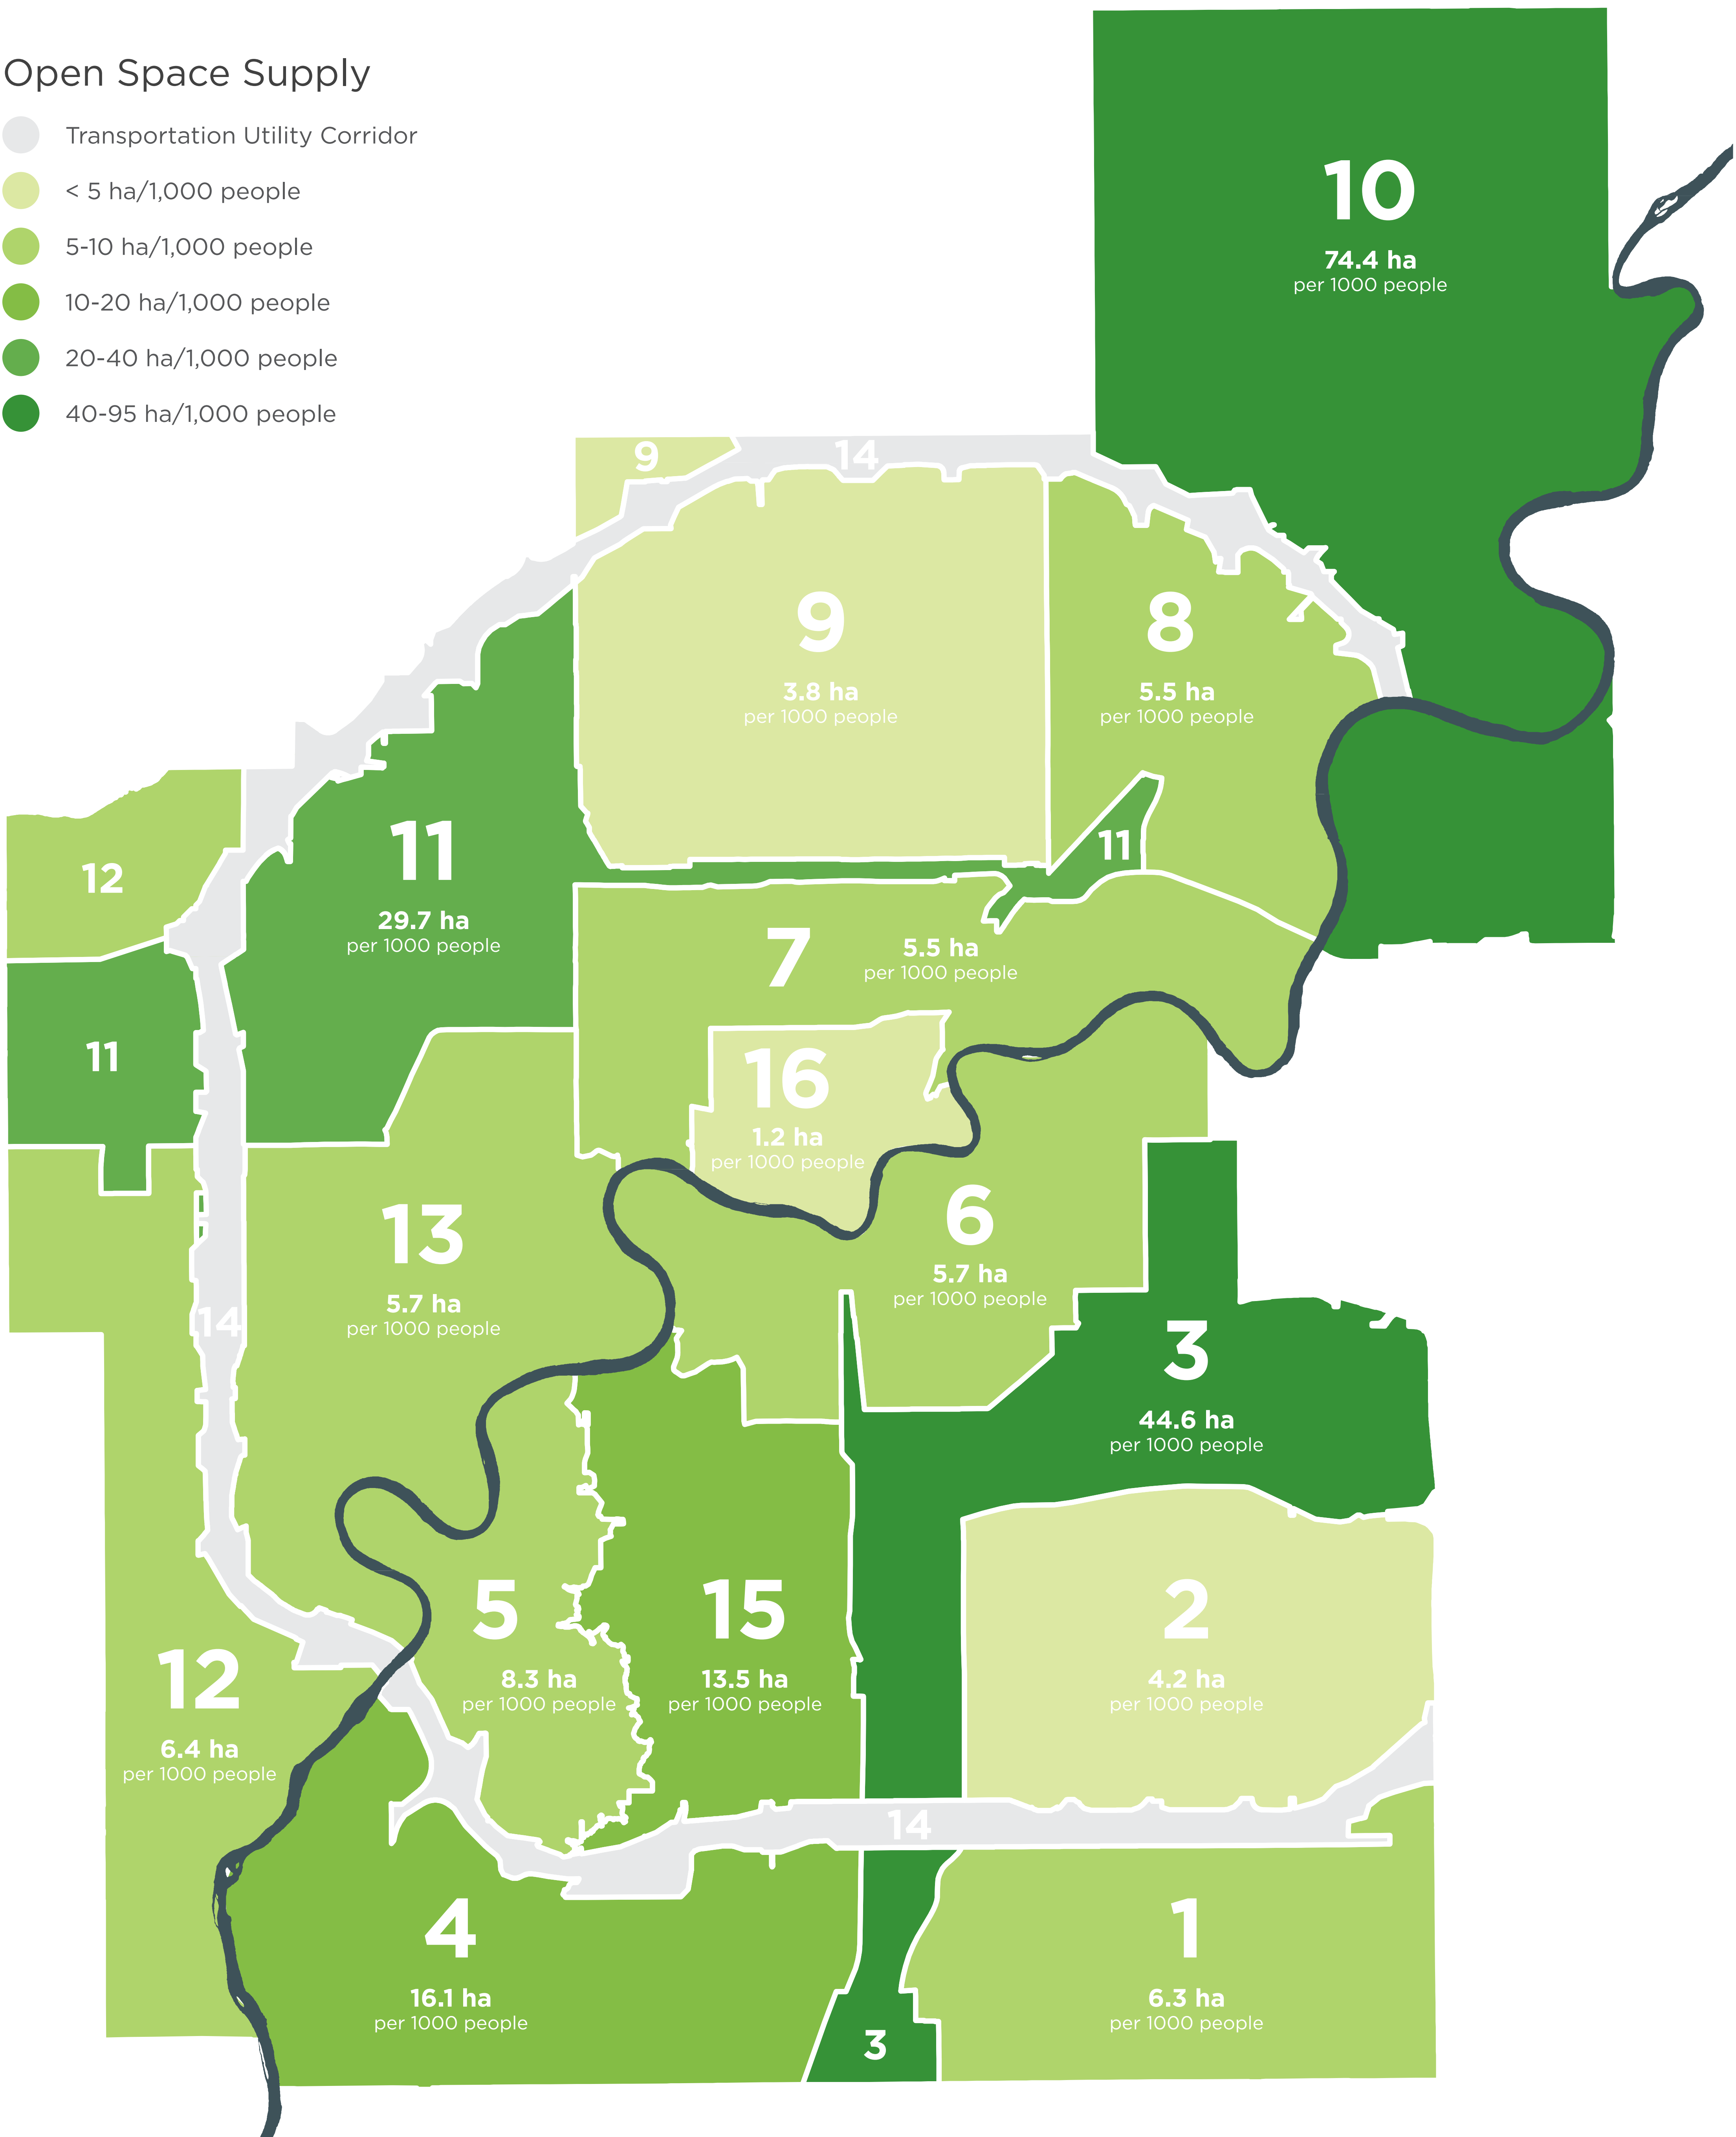 Open Space Supply
Transportation Utility Corridor
< 5 ha/1,000 people
5-10 ha/1,000 people
10-20 ha/1,000 people
20-40 ha/1,000 people
40-95 ha/1,000 people
10
74.4 ha
per 1000 people
9
14
9
3.8 ha
per 1000 people
8
5.5 ha
per 1000 people
12
11
29.7 ha
per 1000 people
11
11
7
5.5 ha
per 1000 people
16
1.2 ha
per 1000 people
13
5.7 ha
per 1000 people
14
6
5.7 ha
per 1000 people
3
44.6 ha
per 1000 people
12
6.4 ha
per 1000 people
5
8.3 ha
per 1000 people
15
13.5 ha
per 1000 people
2
4.2 ha
per 1000 people
14
4
16.1 ha
per 1000 people
3
1
6.3 ha
per 1000 people